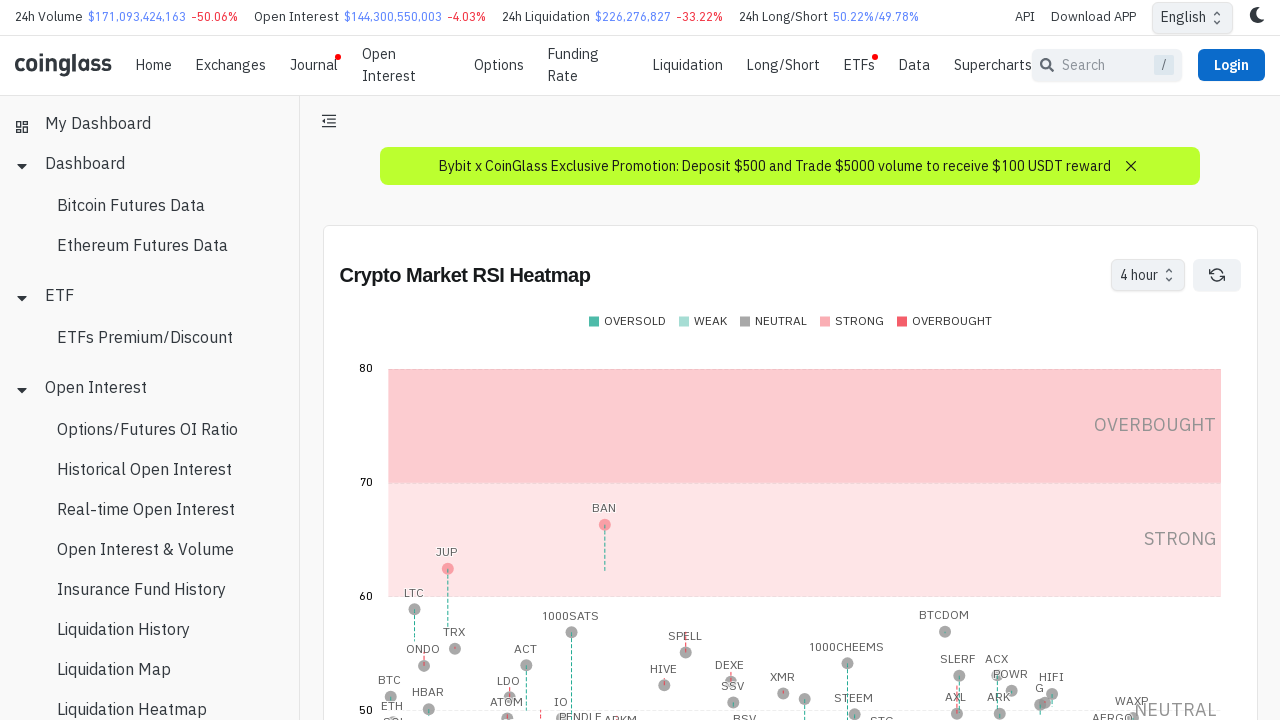 24h Volume $171,093,424,163 -50.06% Open Interest $144,300,550,003 -4.03% 24h Liquidation $226,276,827 -33.22% 24h Long/Short 50.22%/49.78% API Download APP English
coinglass Home Exchanges Journal Open Interest Options Funding Rate Liquidation Long/Short ETFs Data Supercharts Search / Login
My Dashboard
Dashboard
Bitcoin Futures Data
Ethereum Futures Data
ETF
ETFs Premium/Discount
Open Interest
Options/Futures OI Ratio
Historical Open Interest
Real-time Open Interest
Open Interest & Volume
Insurance Fund History
Liquidation History
Liquidation Map
Liquidation Heatmap
Bybit x CoinGlass Exclusive Promotion: Deposit $500 and Trade $5000 volume to receive $100 USDT reward
Crypto Market RSI Heatmap 4 hour
OVERSOLD WEAK NEUTRAL STRONG OVERBOUGHT
80
OVERBOUGHT
70
BAN
STRONG
JUP
LTC
60
1000SATS BTCDOM
TRX SPELL
ONDO ACT 1000CHEEMS
SLERF ACX
HIVE DEXE
BTC LDO XMR POWR HIFI
HBAR SSV G
ETH ATOM STEEM AXL ARK WAXP
50 NEUTRAL
PENDLE ARKM BSV STG AERGO
IO